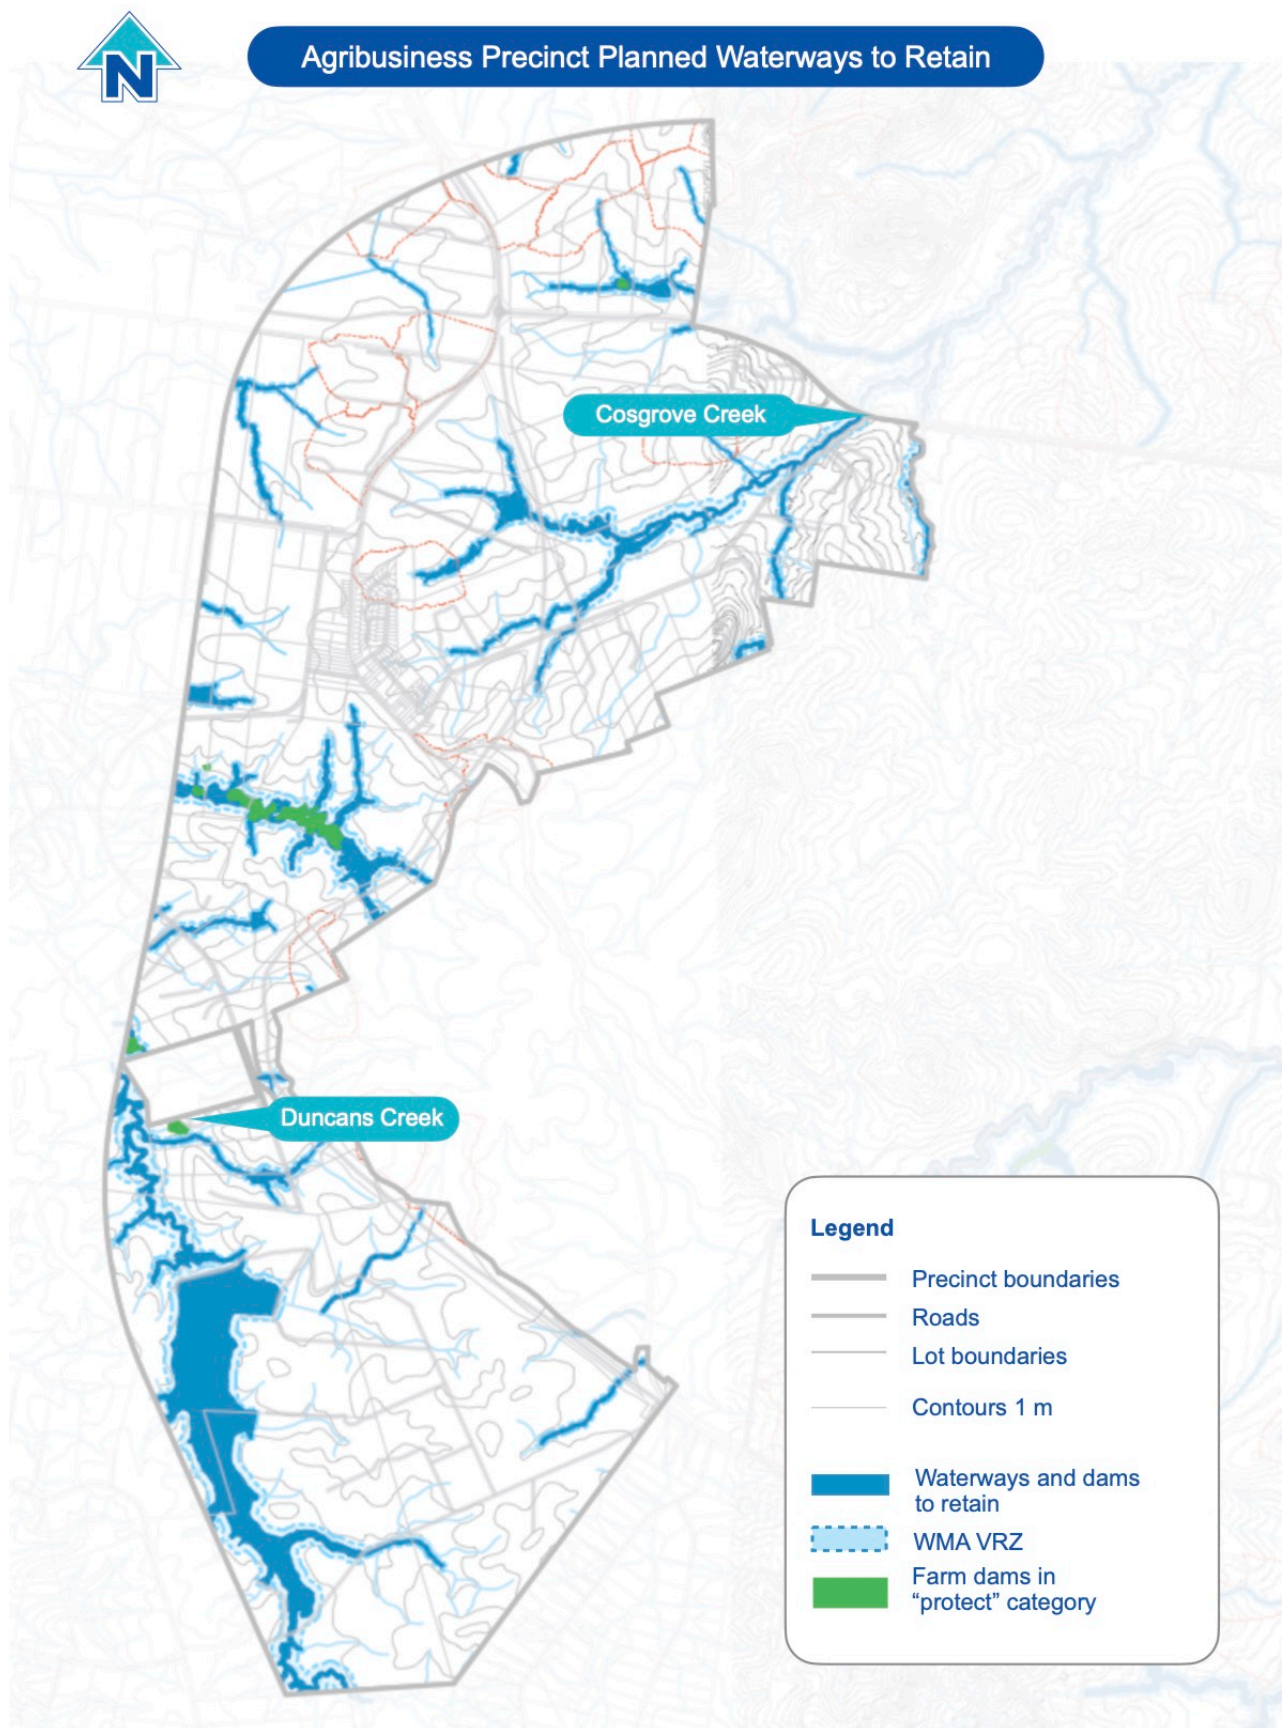 N
Agribusiness Precinct Planned Waterways to Retain
Cosgrove Creek
Duncans Creek
Legend
Precinct boundaries
Roads
Lot boundaries
Contours 1 m
Waterways and dams
to retain
WMA VRZ
Farm dams in
“protect” category